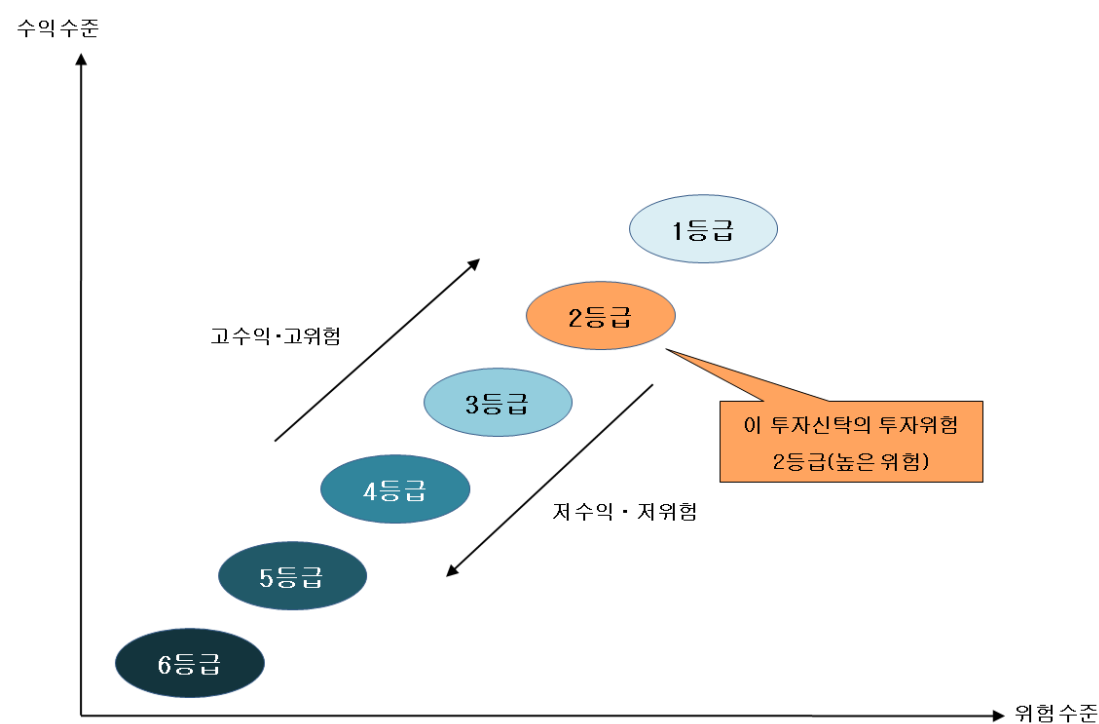 수익수준
1등급
2등급
고수익·고위험
3등급
이 투자신탁의 투자위험
2등급(높은 위험)
4등급
저수익 · 저위험
5등급
6등급
위험수준